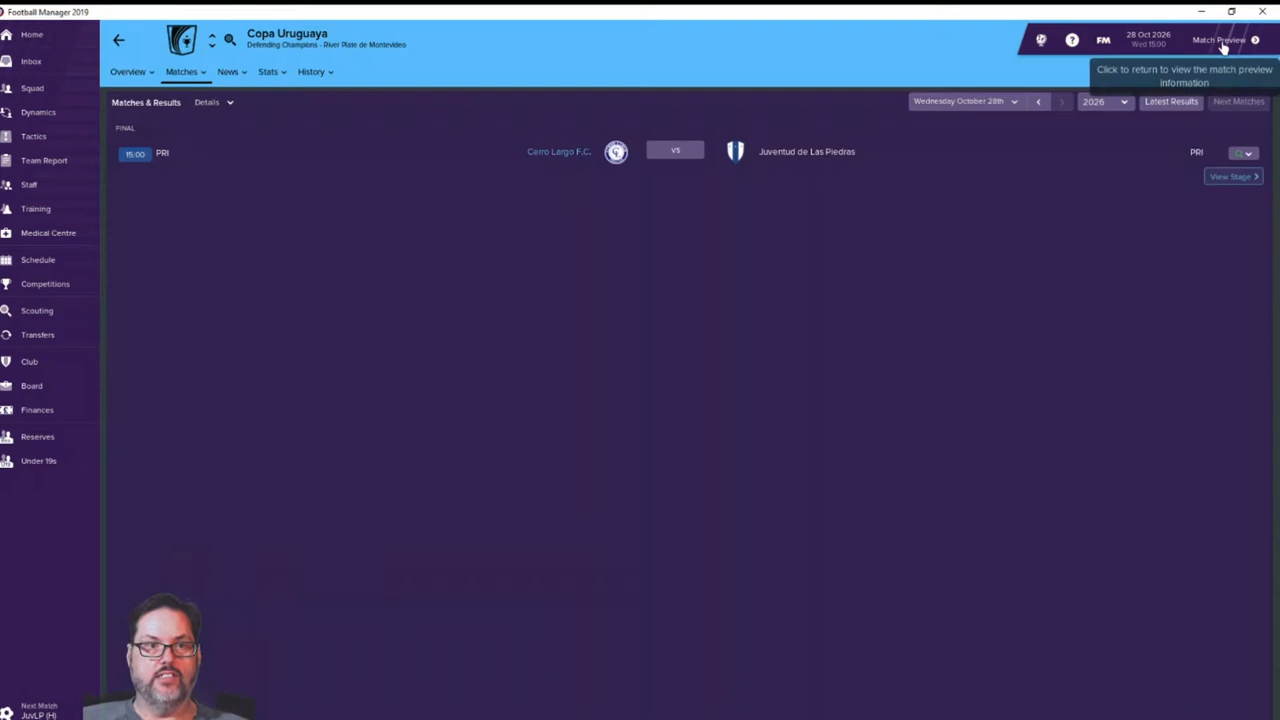 Football Manager 2019
Home
Inbox
Squad
Dynamics
Tactics
Team Report
Staff
Training
Medical Centre
Schedule
Competitions
Scouting
Transfers
Club
Board
Finances
Reserves
Under 19s
Next Match
JuvLP (H)
Copa Uruguaya
Defending Champions - River Plate de Montevideo
FM
28 Oct 2026
Wed 15:00
Match Preview
Click to return to view the match preview
information
Overview
Matches
News
Stats
History
Matches & Results
Details
Wednesday October 28th
2026
Latest Results
Next Matches
FINAL
15:00 PRI Cerro Largo F.C. vs Juventud de Las Piedras PRI
View Stage